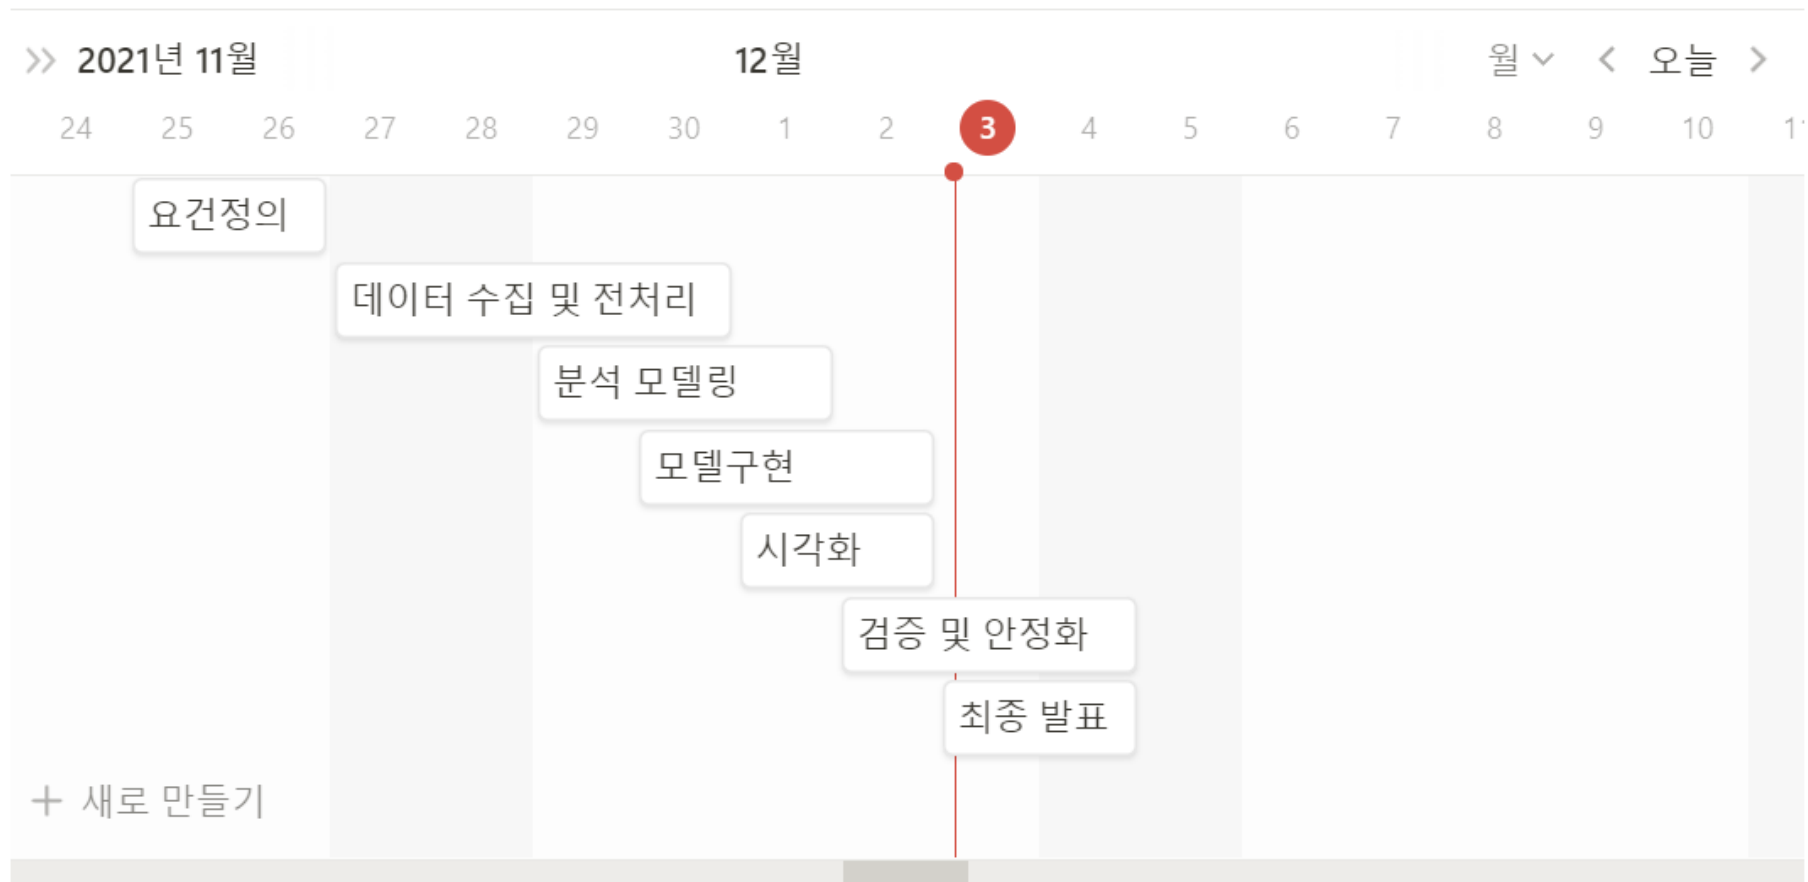 2021년 11월 12월 월 오늘
24 25 26 27 28 29 30 1 2 3 4 5 6 7 8 9 10 11
요건정의
데이터 수집 및 전처리
분석 모델링
모델구현
시각화
검증 및 안정화
최종 발표
+ 새로 만들기